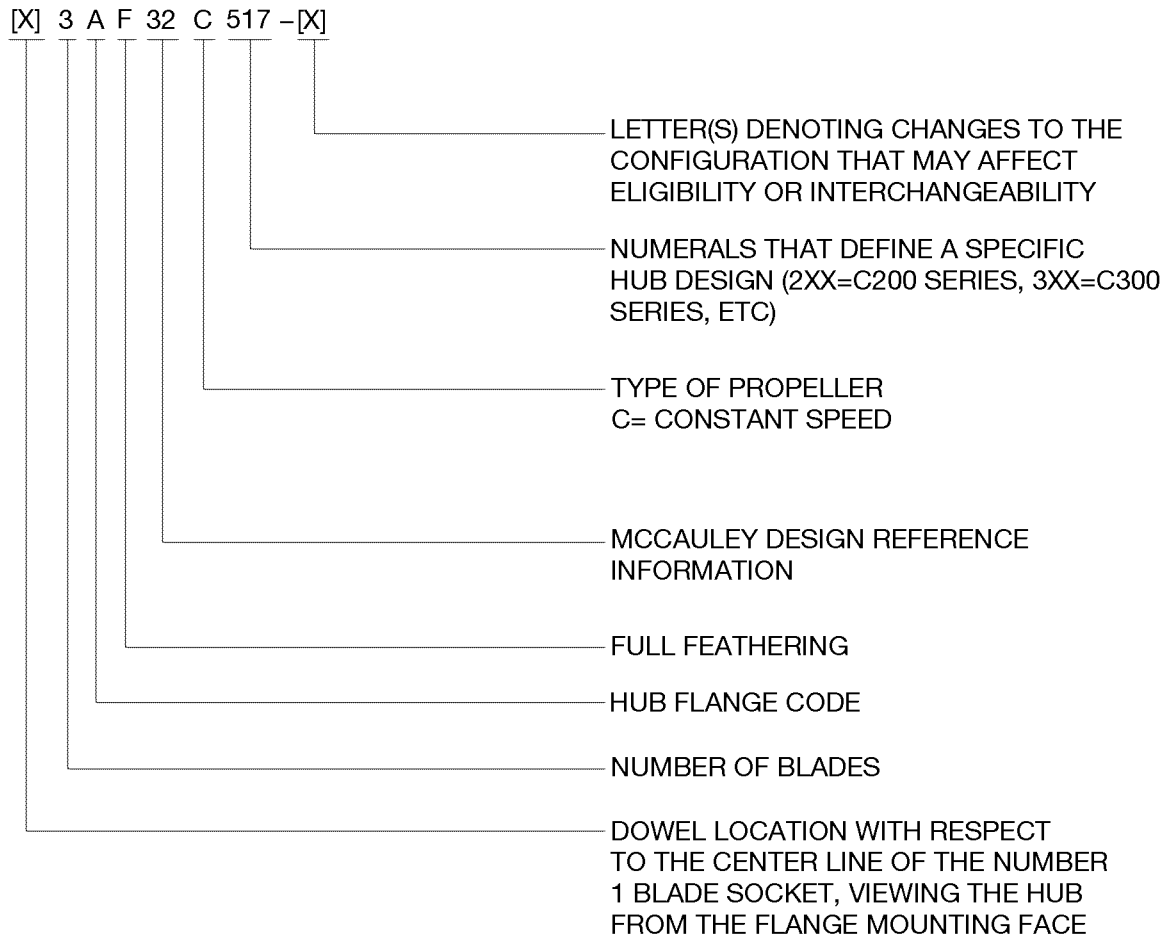 [X] 3 A F 32 C 517 –[X]
LETTER(S) DENOTING CHANGES TO THE
CONFIGURATION THAT MAY AFFECT
ELIGIBILITY OR INTERCHANGEABILITY
NUMERALS THAT DEFINE A SPECIFIC
HUB DESIGN (2XX=C200 SERIES, 3XX=C300
SERIES, ETC)
TYPE OF PROPELLER
C= CONSTANT SPEED
MCCAULEY DESIGN REFERENCE
INFORMATION
FULL FEATHERING
HUB FLANGE CODE
NUMBER OF BLADES
DOWEL LOCATION WITH RESPECT
TO THE CENTER LINE OF THE NUMBER
1 BLADE SOCKET, VIEWING THE HUB
FROM THE FLANGE MOUNTING FACE